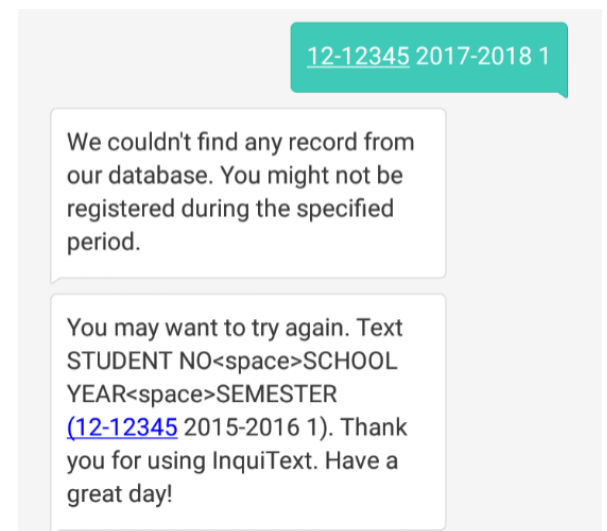 12-12345 2017-2018 1
We couldn't find any record from
our database. You might not be
registered during the specified
period.
You may want to try again. Text
STUDENT NO<space>SCHOOL
YEAR<space>SEMESTER
(12-12345 2015-2016 1). Thank
you for using InquiText. Have a
great day!